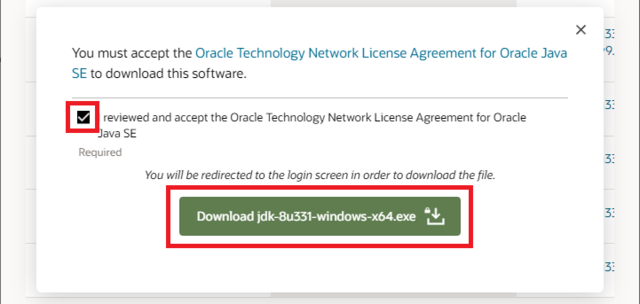 You must accept the Oracle Technology Network License Agreement for Oracle Java
SE to download this software.
reviewed and accept the Oracle Technology Network License Agreement for Oracle
Java SE
Required
You will be redirected to the login screen in order to download the file.
Download jdk-8u331-windows-x64.exe